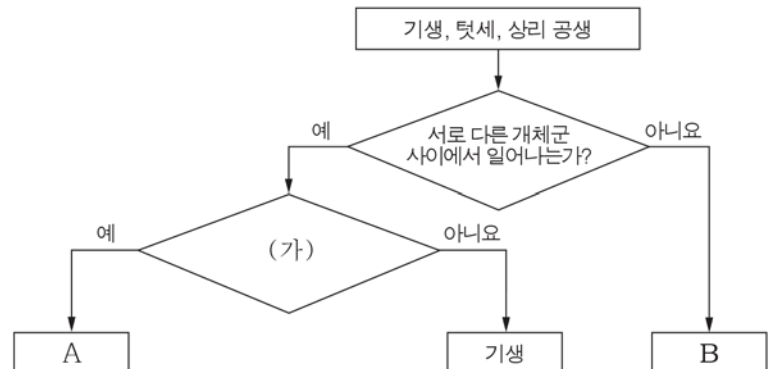 기생, 텃세, 상리 공생
예
서로 다른 개체군
사이에서 일어나는가?
아니요
예
(가)
아니요
A
기생
B